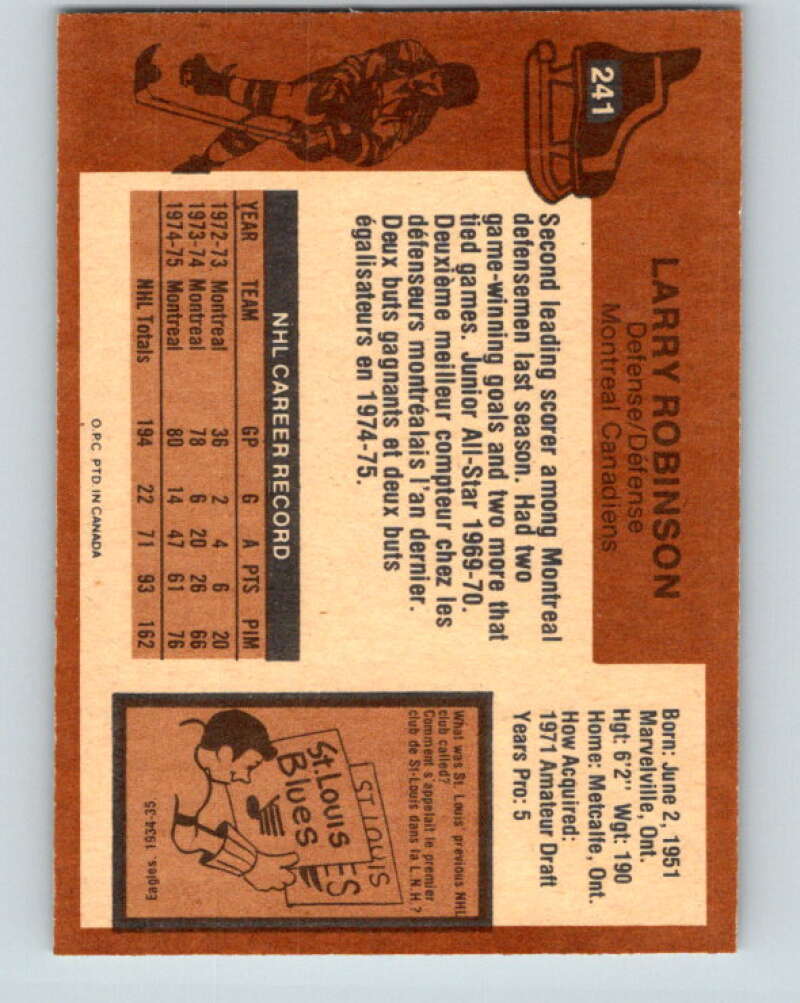 241
LARRY ROBINSON
Defense/Défense
Montreal Canadiens
Second leading scorer among Montreal
defensemen last season. Had two
game-winning goals and two more that
tied games. Junior All-Star 1969-70.
Deuxième meilleur compteur chez les
défenseurs montréalais l'an dernier.
Deux buts gagnants et deux buts
égalisateurs en 1974-75.
NHL CAREER RECORD
YEAR TEAM GP G A PTS PIM
1972-73 Montreal 36 2 4 6 20
1973-74 Montreal 78 6 20 26 66
1974-75 Montreal 80 14 47 61 76
NHL Totals 194 22 71 93 162
O.P.C. PTD. IN CANADA
Born: June 2, 1951
Marvelville, Ont.
Hgt: 6'2" Wgt: 190
Home: Metcalfe, Ont.
How Acquired:
1971 Amateur Draft
Years Pro: 5
What was St. Louis' previous NHL
club called?
Comment s'appelait le premier
club de St-Louis dans la L.N.H.?
ST LOUIS
ES
St. Louis
Blues
Eagles, 1934-35